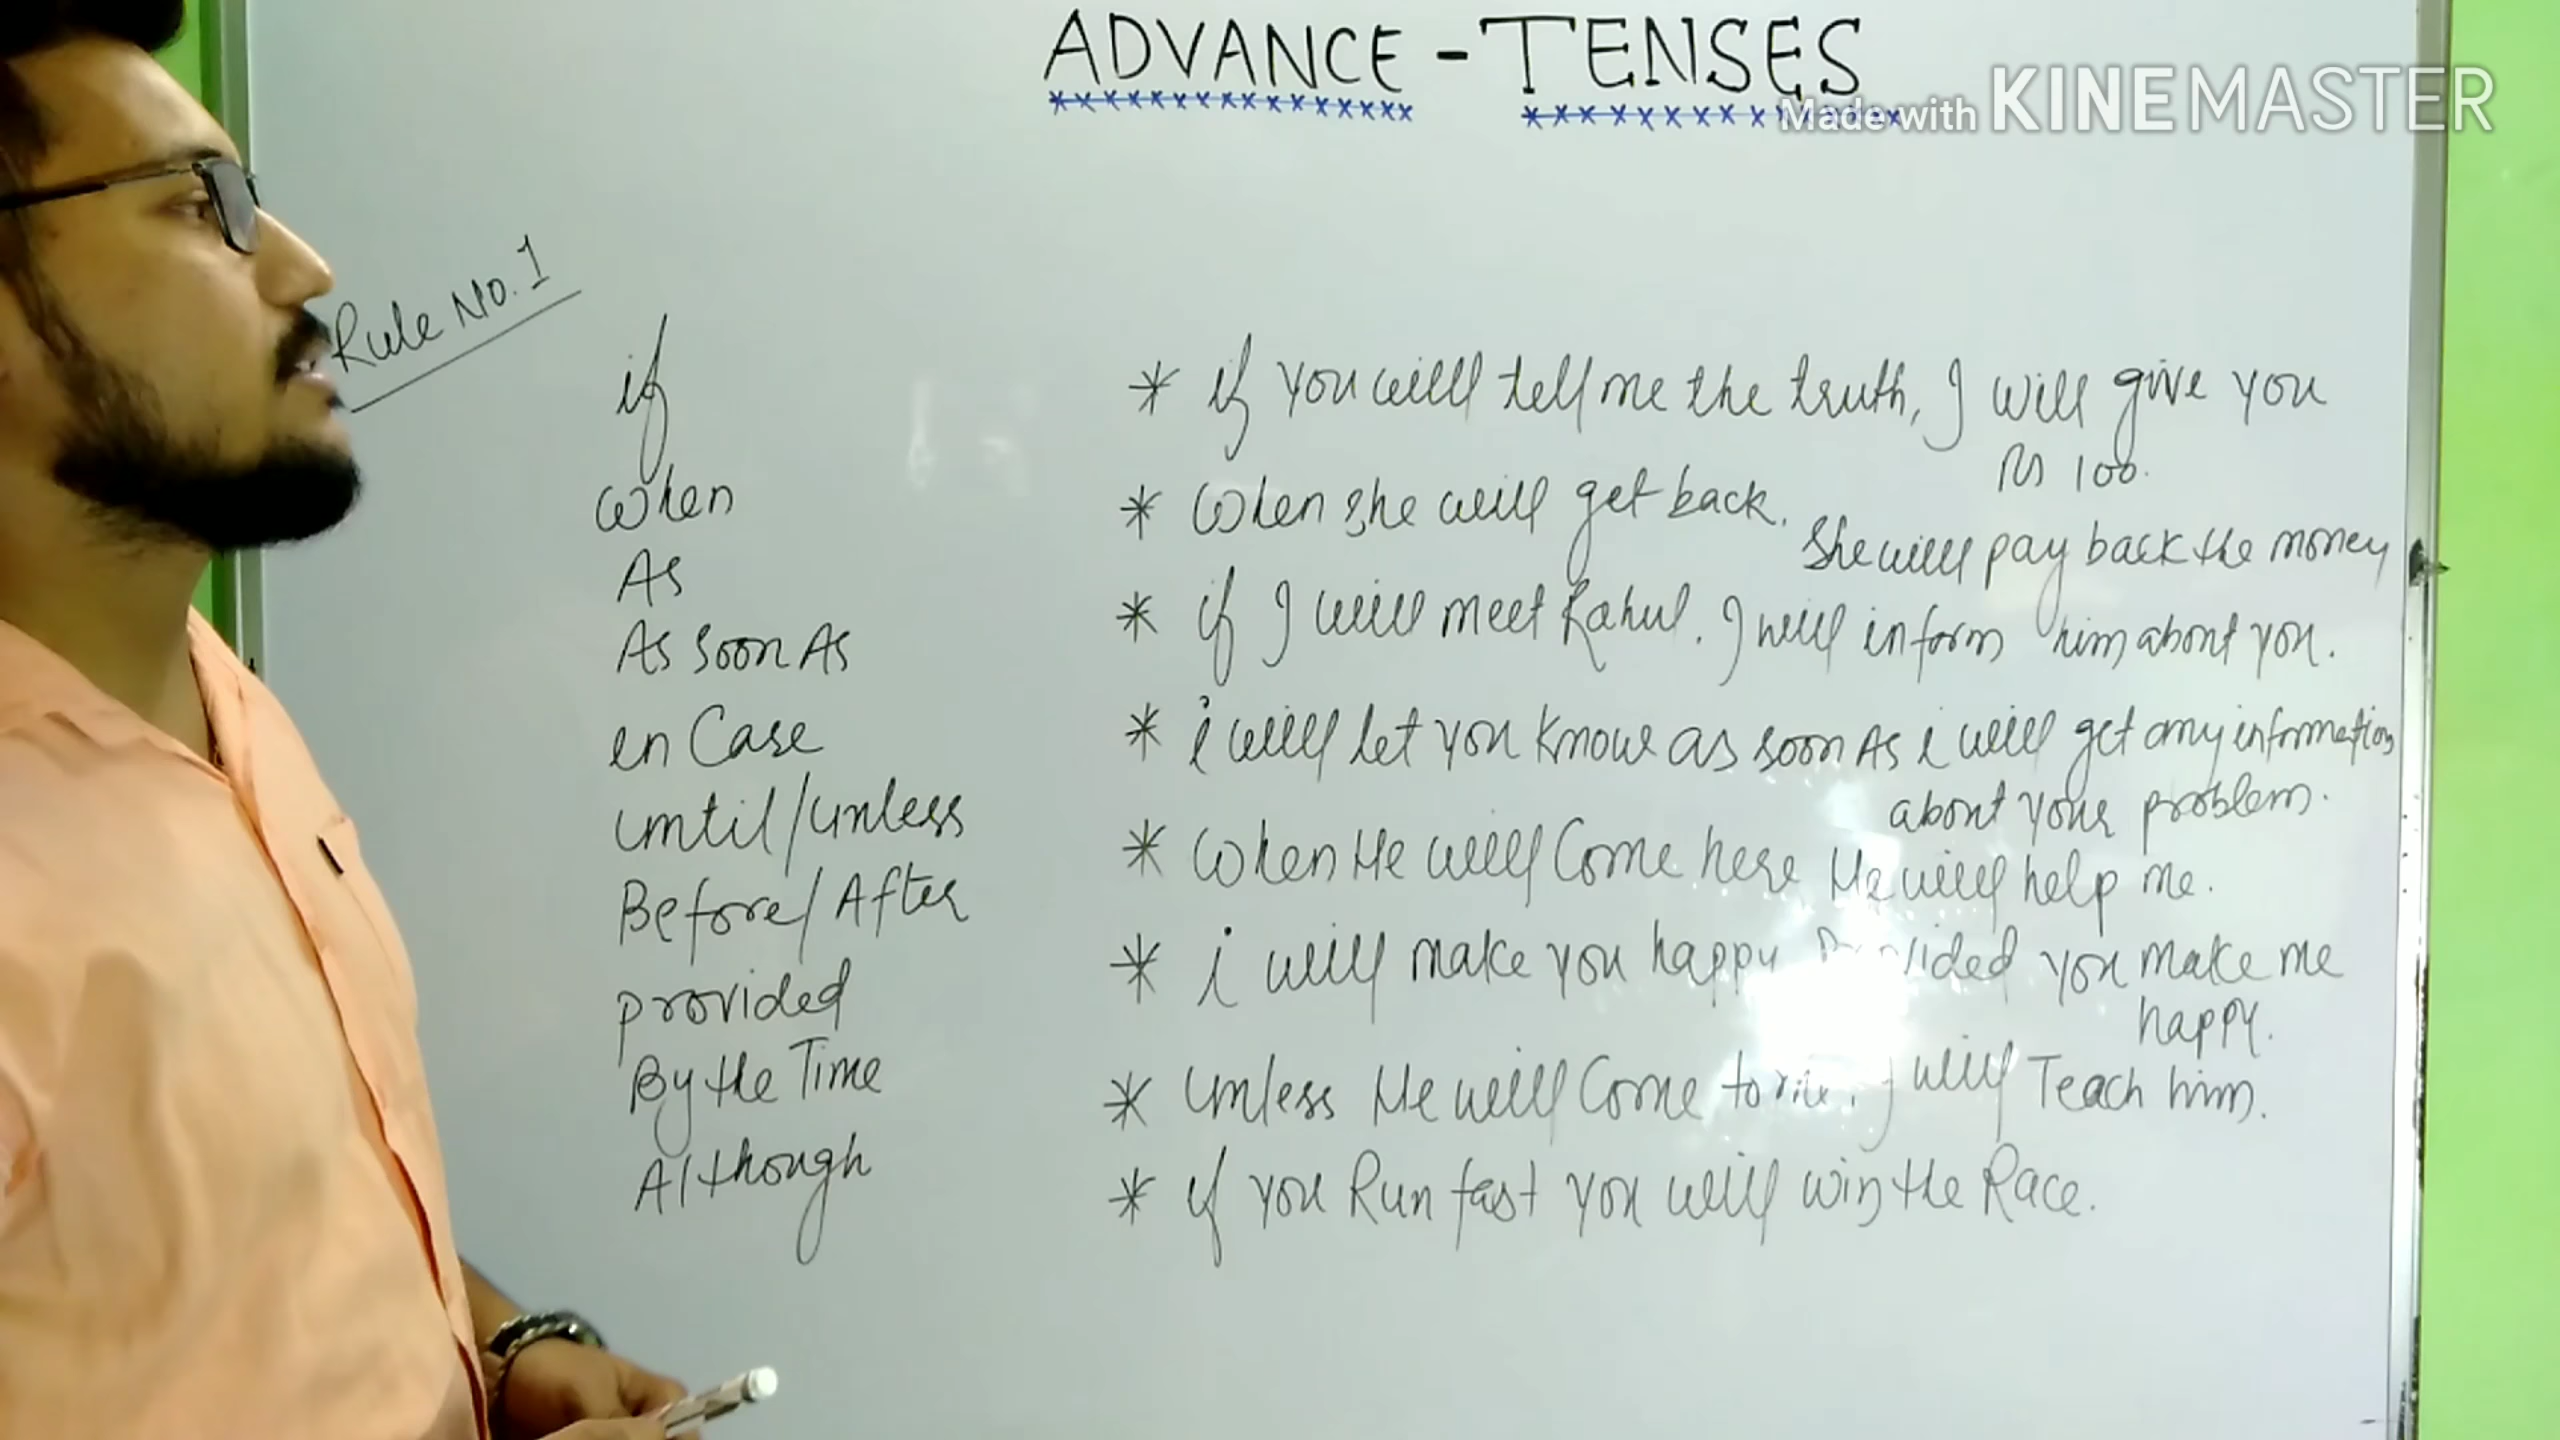 ADVANCE - TENSES
Made with KINEMASTER
Rule No. 1
if
when
As
As soon As
en Case
until/unless
Before/After
provided
By the Time
Although
* if you will tell me the truth, I will give you
Rs 100.
* When she will get back.
She will pay back the money
* if I will meet Rahul. I will inform him about you.
* i will let you know as soon As i will get any information
about your problem.
* When He will Come here He will help me.
* i will make you happy Provided you make me
happy.
* unless He will Come to me. I will Teach him.
* if you Run fast you will win the Race.